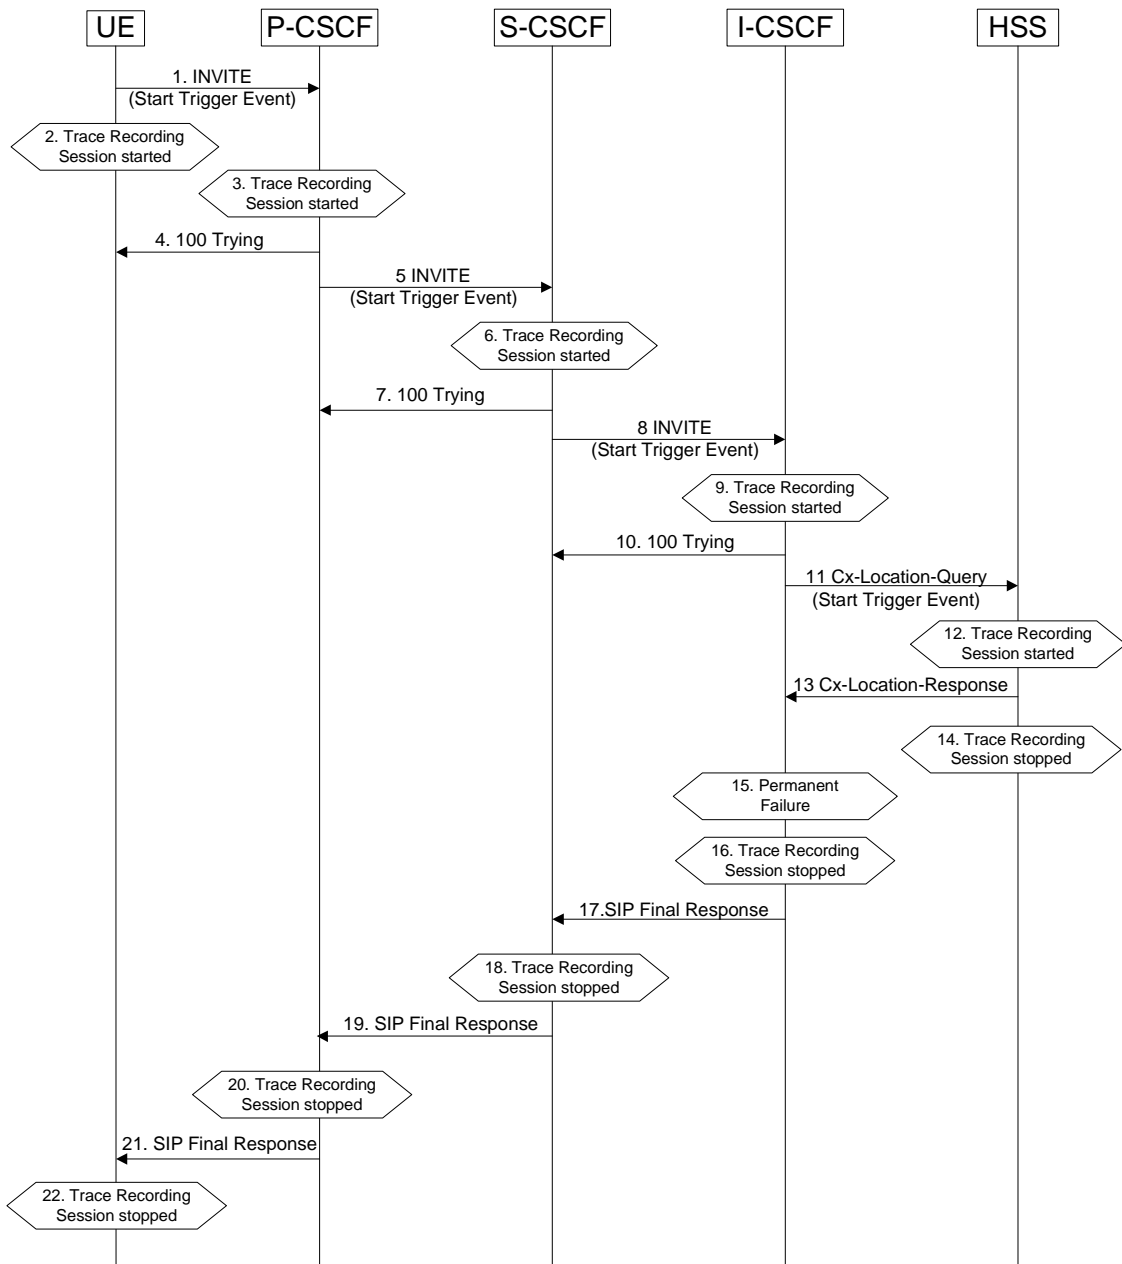 UE
P-CSCF
S-CSCF
I-CSCF
HSS
1. INVITE
(Start Trigger Event)
2. Trace Recording
Session started
3. Trace Recording
Session started
4. 100 Trying
5 INVITE
(Start Trigger Event)
6. Trace Recording
Session started
7. 100 Trying
8 INVITE
(Start Trigger Event)
9. Trace Recording
Session started
10. 100 Trying
11 Cx-Location-Query
(Start Trigger Event)
12. Trace Recording
Session started
13 Cx-Location-Response
14. Trace Recording
Session stopped
15. Permanent
Failure
16. Trace Recording
Session stopped
17.SIP Final Response
18. Trace Recording
Session stopped
19. SIP Final Response
20. Trace Recording
Session stopped
21. SIP Final Response
22. Trace Recording
Session stopped